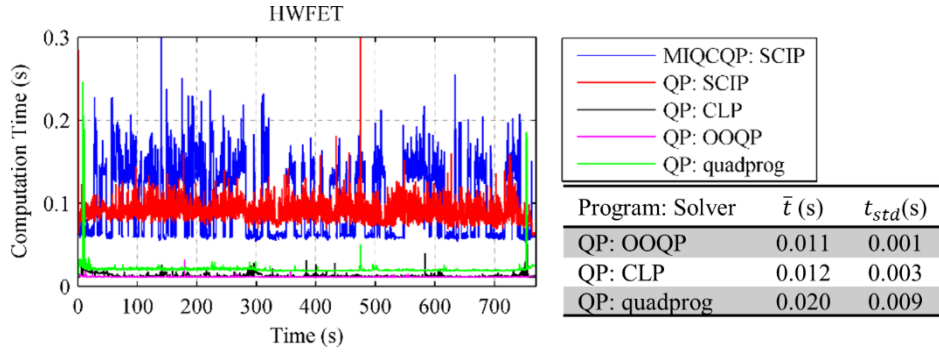 HWFET
Computation Time (s)
0.3
0.2
0.1
0
0 100 200 300 400 500 600 700
Time (s)
MIQCQP: SCIP
QP: SCIP
QP: CLP
QP: OOQP
QP: quadprog
Program: Solver t̄ (s) t_std(s)
QP: OOQP 0.011 0.001
QP: CLP 0.012 0.003
QP: quadprog 0.020 0.009